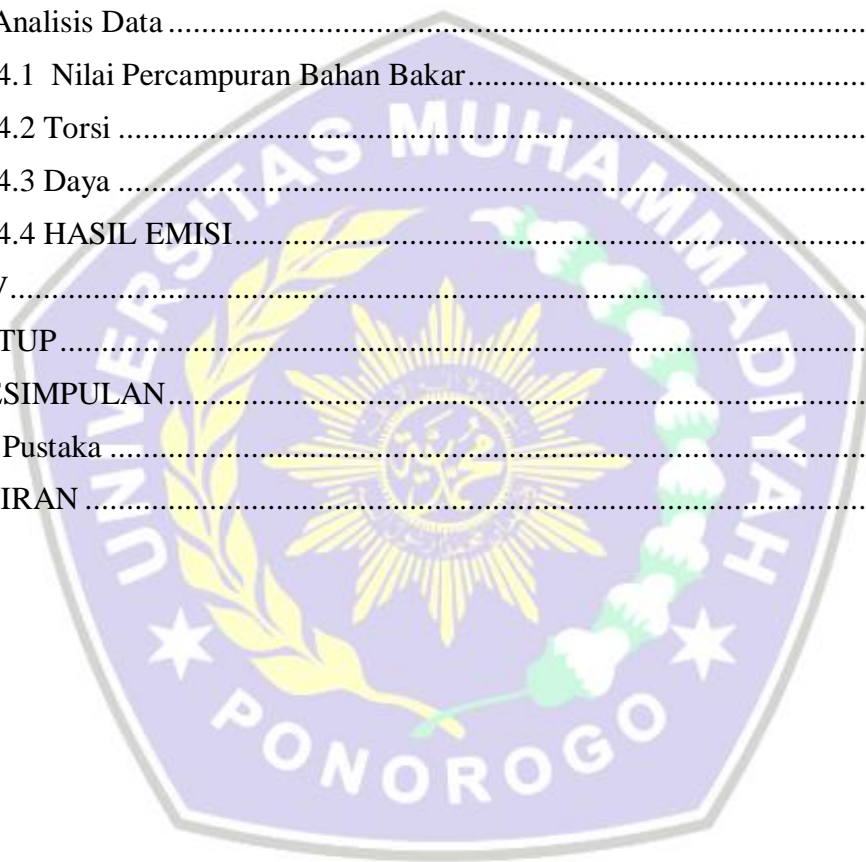 Analisis Data ........................................................................
4.1 Nilai Percampuran Bahan Bakar ........................................
4.2 Torsi ..............................................................................
4.3 Daya ..............................................................................
4.4 HASIL EMISI ................................................................
V ........................................................................................
TUP ...................................................................................
ESIMPULAN ......................................................................
Pustaka ..............................................................................
IRAN .................................................................................
UNIVERSITAS MUHAMMADIYAH
PONOROGO